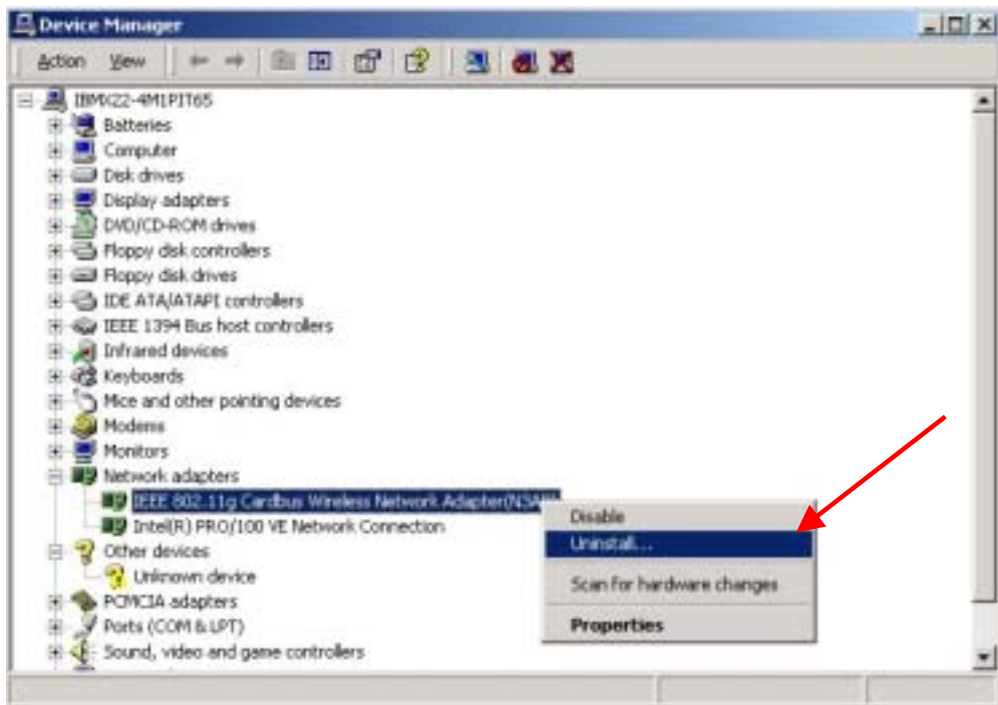 Device Manager
Action View
IBMX22-4M1PIT65
Batteries
Computer
Disk drives
Display adapters
DVD/CD-ROM drives
Floppy disk controllers
Floppy disk drives
IDE ATA/ATAPI controllers
IEEE 1394 Bus host controllers
Infrared devices
Keyboards
Mice and other pointing devices
Modems
Monitors
Network adapters
IEEE 802.11g Cardbus Wireless Network Adapter
Intel(R) PRO/100 VE Network Connection
Other devices
Unknown device
PCMCIA adapters
Ports (COM & LPT)
Sound, video and game controllers
Disable
Uninstall...
Scan for hardware changes
Properties